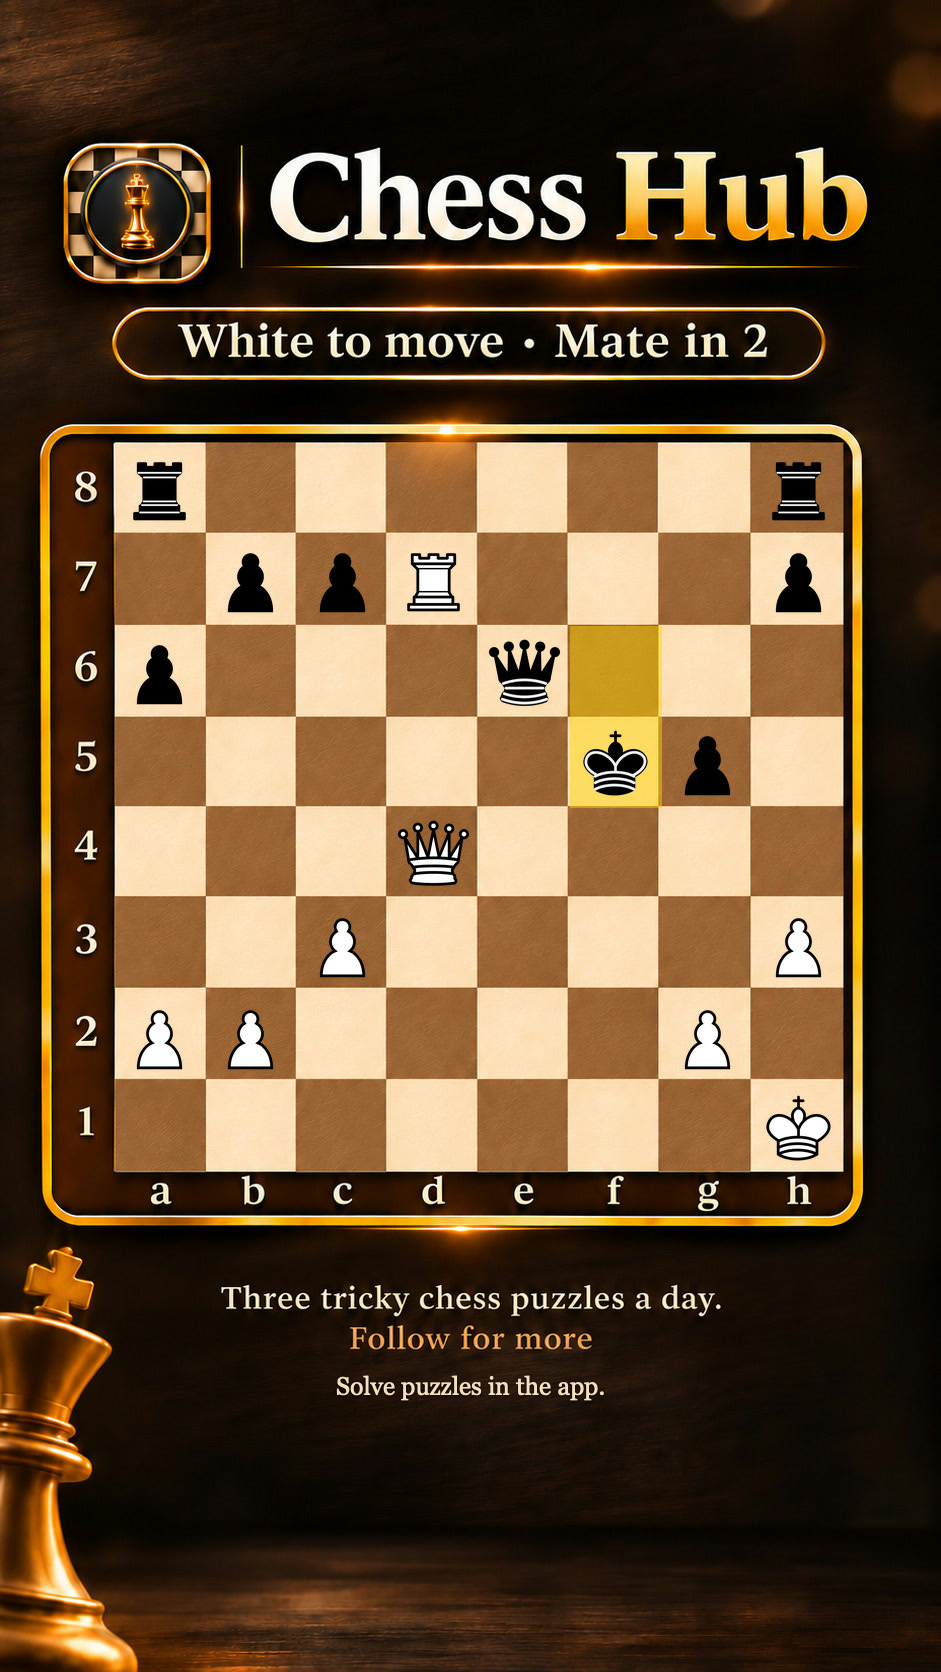 Chess Hub
White to move · Mate in 2
8
7
6
5
4
3
2
1
a b c d e f g h
Three tricky chess puzzles a day.
Follow for more
Solve puzzles in the app.